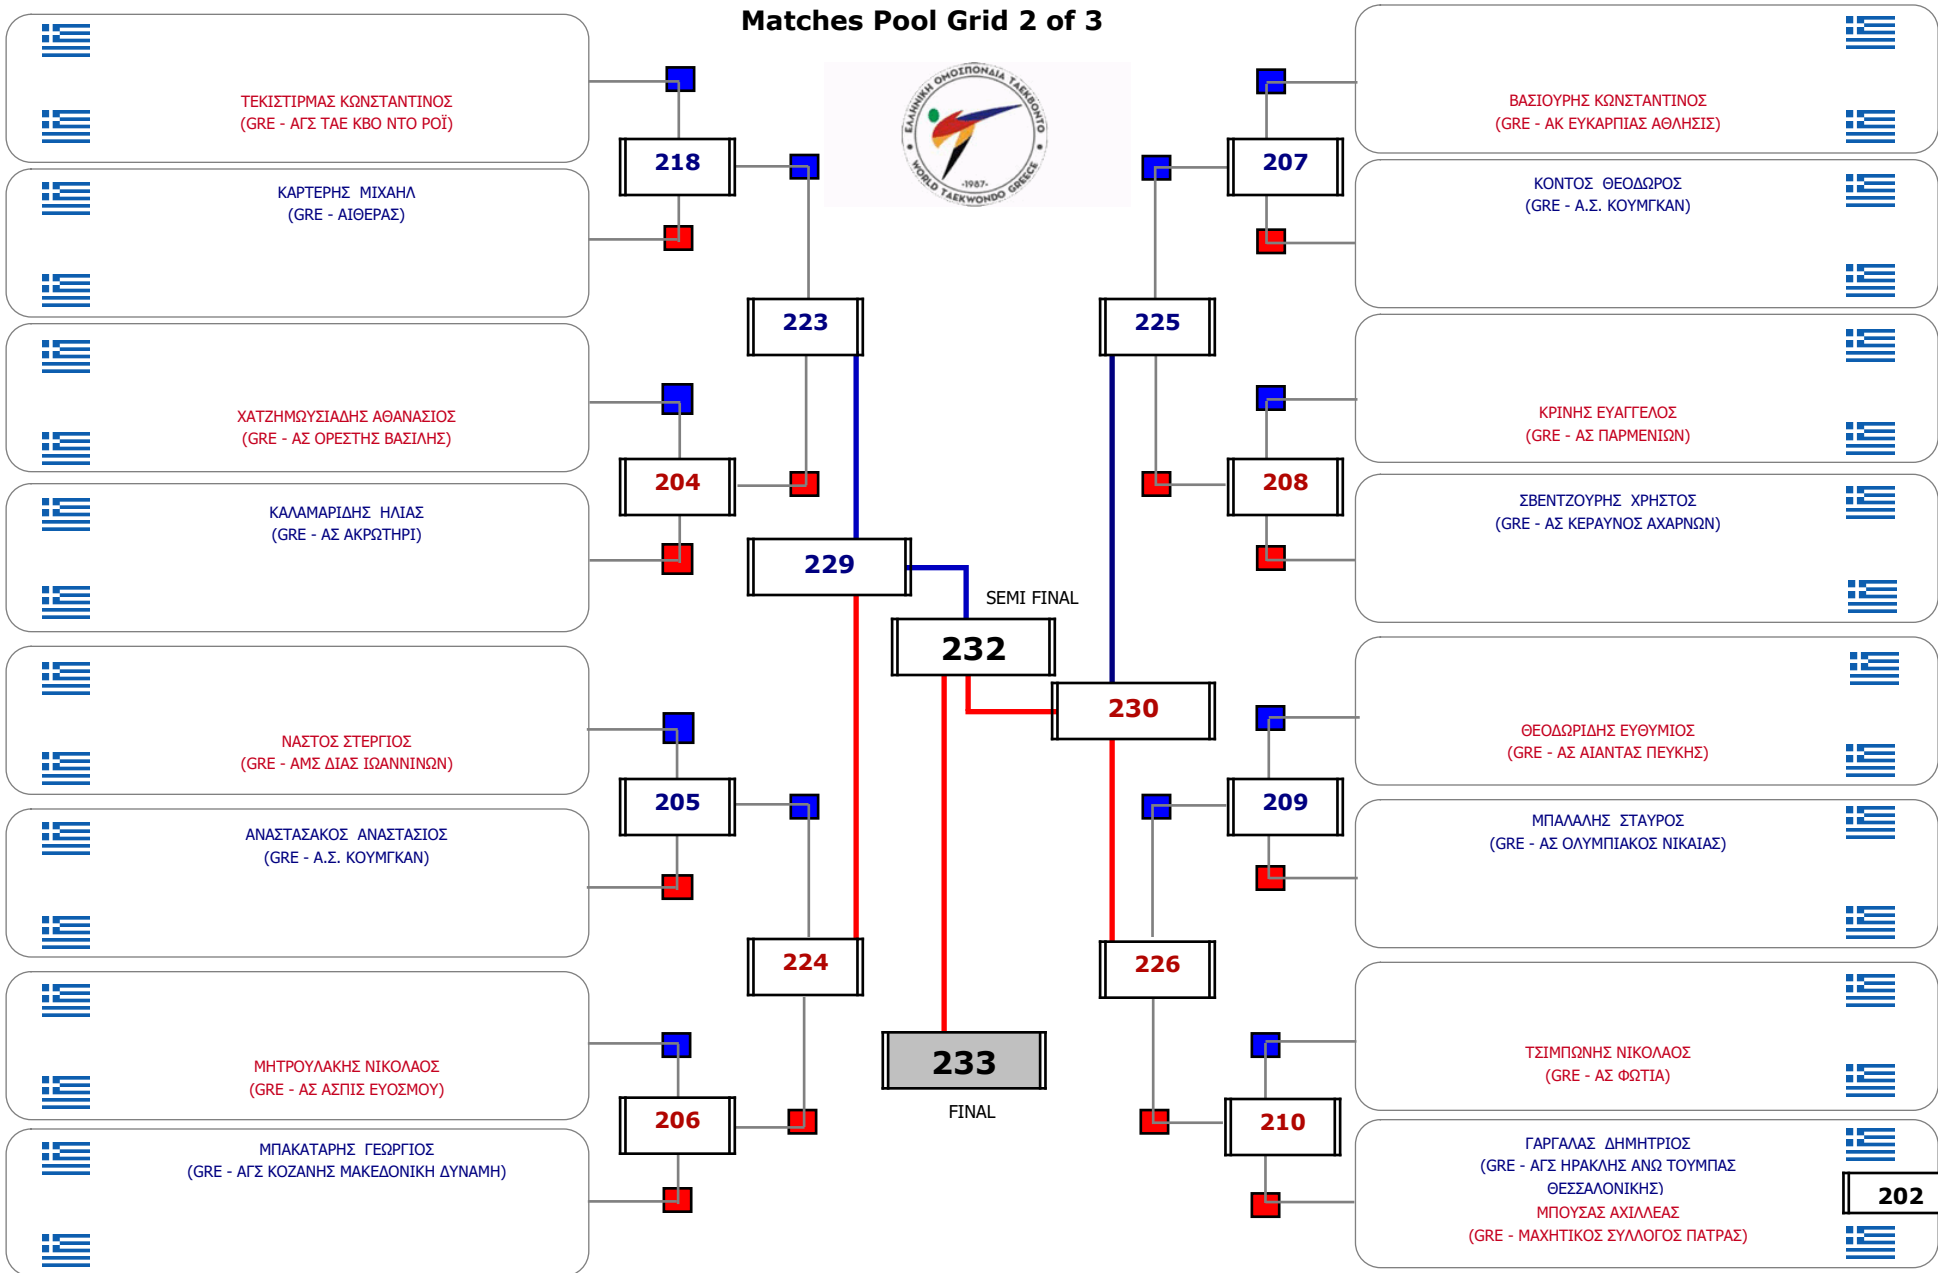 Matches Pool Grid 2 of 3
ΤΕΚΙΣΤΙΡΜΑΣ ΚΩΝΣΤΑΝΤΙΝΟΣ
(GRE - ΑΓΣ ΤΑΕ ΚΒΟ ΝΤΟ ΡΟΪ)
218
ΚΑΡΤΕΡΗΣ ΜΙΧΑΗΛ
(GRE - ΑΙΘΕΡΑΣ)
223
ΧΑΤΖΗΜΩΥΣΙΑΔΗΣ ΑΘΑΝΑΣΙΟΣ
(GRE - ΑΣ ΟΡΕΣΤΗΣ ΒΑΣΙΛΗΣ)
204
ΚΑΛΑΜΑΡΙΔΗΣ ΗΛΙΑΣ
(GRE - ΑΣ ΑΚΡΩΤΗΡΙ)
229
ΝΑΣΤΟΣ ΣΤΕΡΓΙΟΣ
(GRE - ΑΜΣ ΔΙΑΣ ΙΩΑΝΝΙΝΩΝ)
205
ΑΝΑΣΤΑΣΑΚΟΣ ΑΝΑΣΤΑΣΙΟΣ
(GRE - Α.Σ. ΚΟΥΜΓΚΑΝ)
224
ΜΗΤΡΟΥΛΑΚΗΣ ΝΙΚΟΛΑΟΣ
(GRE - ΑΣ ΑΣΠΙΣ ΕΥΟΣΜΟΥ)
206
ΜΠΑΚΑΤΑΡΗΣ ΓΕΩΡΓΙΟΣ
(GRE - ΑΓΣ ΚΟΖΑΝΗΣ ΜΑΚΕΔΟΝΙΚΗ ΔΥΝΑΜΗ)
ΕΛΛΗΝΙΚΗ ΟΜΟΣΠΟΝΔΙΑ ΤΑΕΚΒΟΝΤΟ
-1987-
WORLD TAEKWONDO GREECE
SEMI FINAL
232
233
FINAL
ΒΑΣΙΟΥΡΗΣ ΚΩΝΣΤΑΝΤΙΝΟΣ
(GRE - ΑΚ ΕΥΚΑΡΠΙΑΣ ΑΘΛΗΣΙΣ)
207
ΚΟΝΤΟΣ ΘΕΟΔΩΡΟΣ
(GRE - Α.Σ. ΚΟΥΜΓΚΑΝ)
225
ΚΡΙΝΗΣ ΕΥΑΓΓΕΛΟΣ
(GRE - ΑΣ ΠΑΡΜΕΝΙΩΝ)
208
ΣΒΕΝΤΖΟΥΡΗΣ ΧΡΗΣΤΟΣ
(GRE - ΑΣ ΚΕΡΑΥΝΟΣ ΑΧΑΡΝΩΝ)
230
ΘΕΟΔΩΡΙΔΗΣ ΕΥΘΥΜΙΟΣ
(GRE - ΑΣ ΑΙΑΝΤΑΣ ΠΕΥΚΗΣ)
209
ΜΠΑΛΑΛΗΣ ΣΤΑΥΡΟΣ
(GRE - ΑΣ ΟΛΥΜΠΙΑΚΟΣ ΝΙΚΑΙΑΣ)
226
ΤΣΙΜΠΩΝΗΣ ΝΙΚΟΛΑΟΣ
(GRE - ΑΣ ΦΩΤΙΑ)
210
ΓΑΡΓΑΛΑΣ ΔΗΜΗΤΡΙΟΣ
(GRE - ΑΓΣ ΗΡΑΚΛΗΣ ΑΝΩ ΤΟΥΜΠΑΣ
ΘΕΣΣΑΛΟΝΙΚΗΣ)
202
ΜΠΟΥΣΑΣ ΑΧΙΛΛΕΑΣ
(GRE - ΜΑΧΗΤΙΚΟΣ ΣΥΛΛΟΓΟΣ ΠΑΤΡΑΣ)